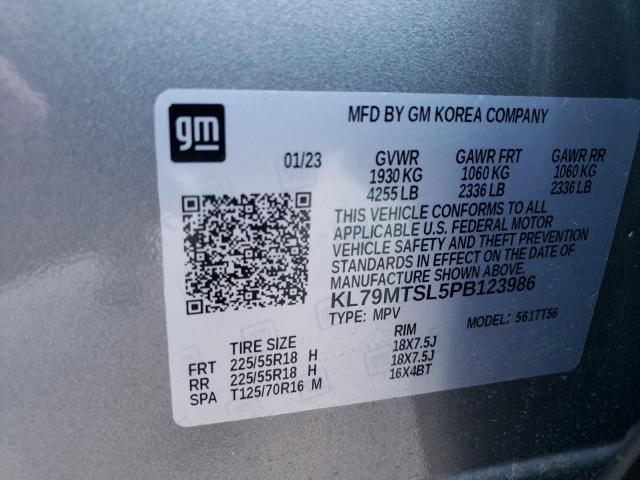 gm
MFD BY GM KOREA COMPANY
01/23 GVWR GAWR FRT GAWR RR
1930 KG 1060 KG 1060 KG
4255 LB 2336 LB 2336 LB
THIS VEHICLE CONFORMS TO ALL
APPLICABLE U.S. FEDERAL MOTOR
VEHICLE SAFETY AND THEFT PREVENTION
STANDARDS IN EFFECT ON THE DATE OF
MANUFACTURE SHOWN ABOVE.
KL79MTSL5PB123986
TYPE: MPV MODEL: 561TT56
TIRE SIZE RIM
FRT 225/55R18 H 18X7.5J
RR 225/55R18 H 18X7.5J
SPA T125/70R16 M 16X4BT